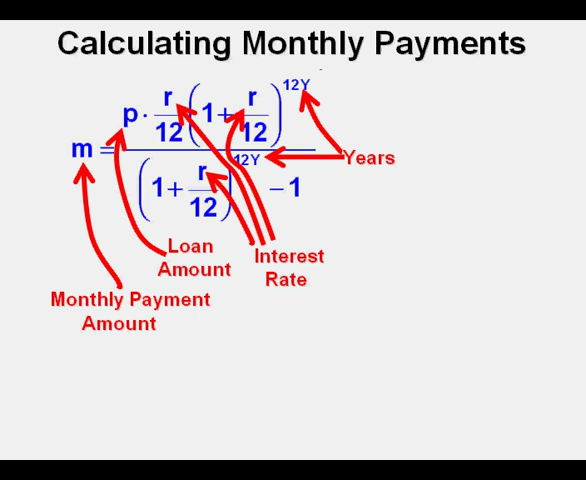 Calculating Monthly Payments
m = p · r/12 (1 + r/12)^12Y
(1 + r/12)^12Y − 1
Years
Loan
Amount
Interest
Rate
Monthly Payment
Amount